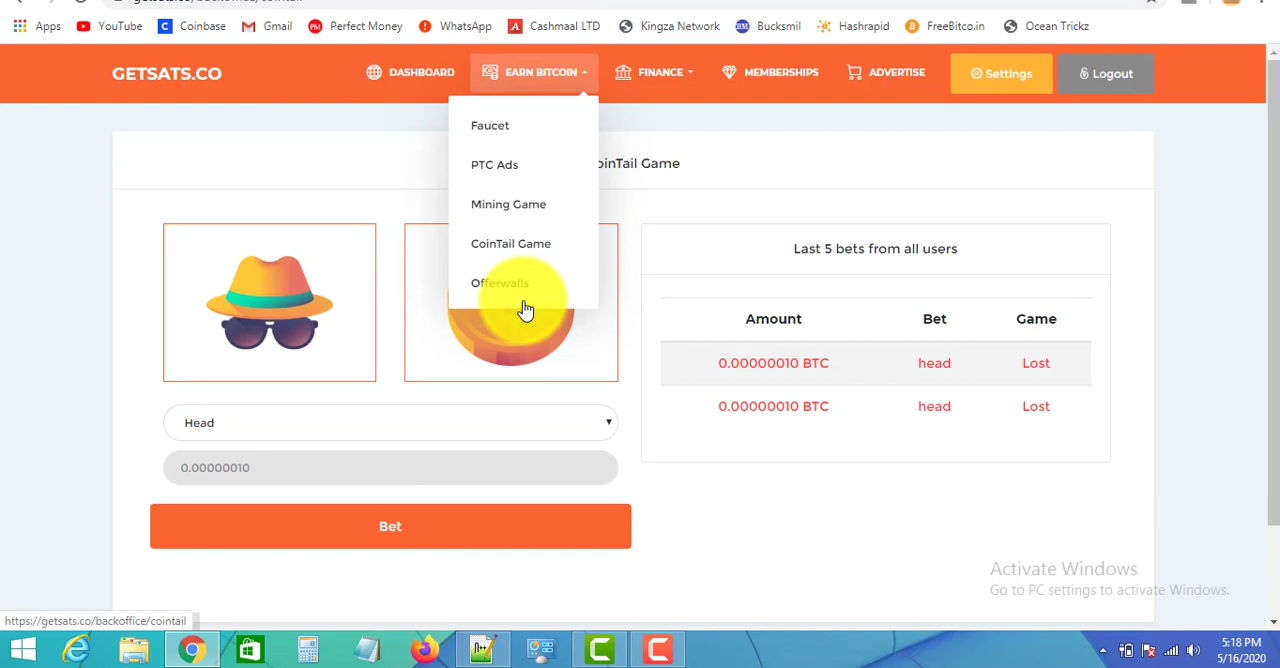 Apps YouTube Coinbase Gmail Perfect Money WhatsApp Cashmaal LTD Kingza Network Bucksmil Hashrapid FreeBitco.in Ocean Trickz
GETSATS.CO DASHBOARD EARN BITCOIN FINANCE MEMBERSHIPS ADVERTISE Settings Logout
Faucet
PTC Ads
Mining Game
CoinTail Game
Offerwalls
oinTail Game
Last 5 bets from all users
Amount Bet Game
0.00000010 BTC head Lost
0.00000010 BTC head Lost
Head
0.00000010
Bet
Activate Windows
Go to PC settings to activate Windows.
https://getsats.co/backoffice/cointail
5:18 PM
5/16/2020